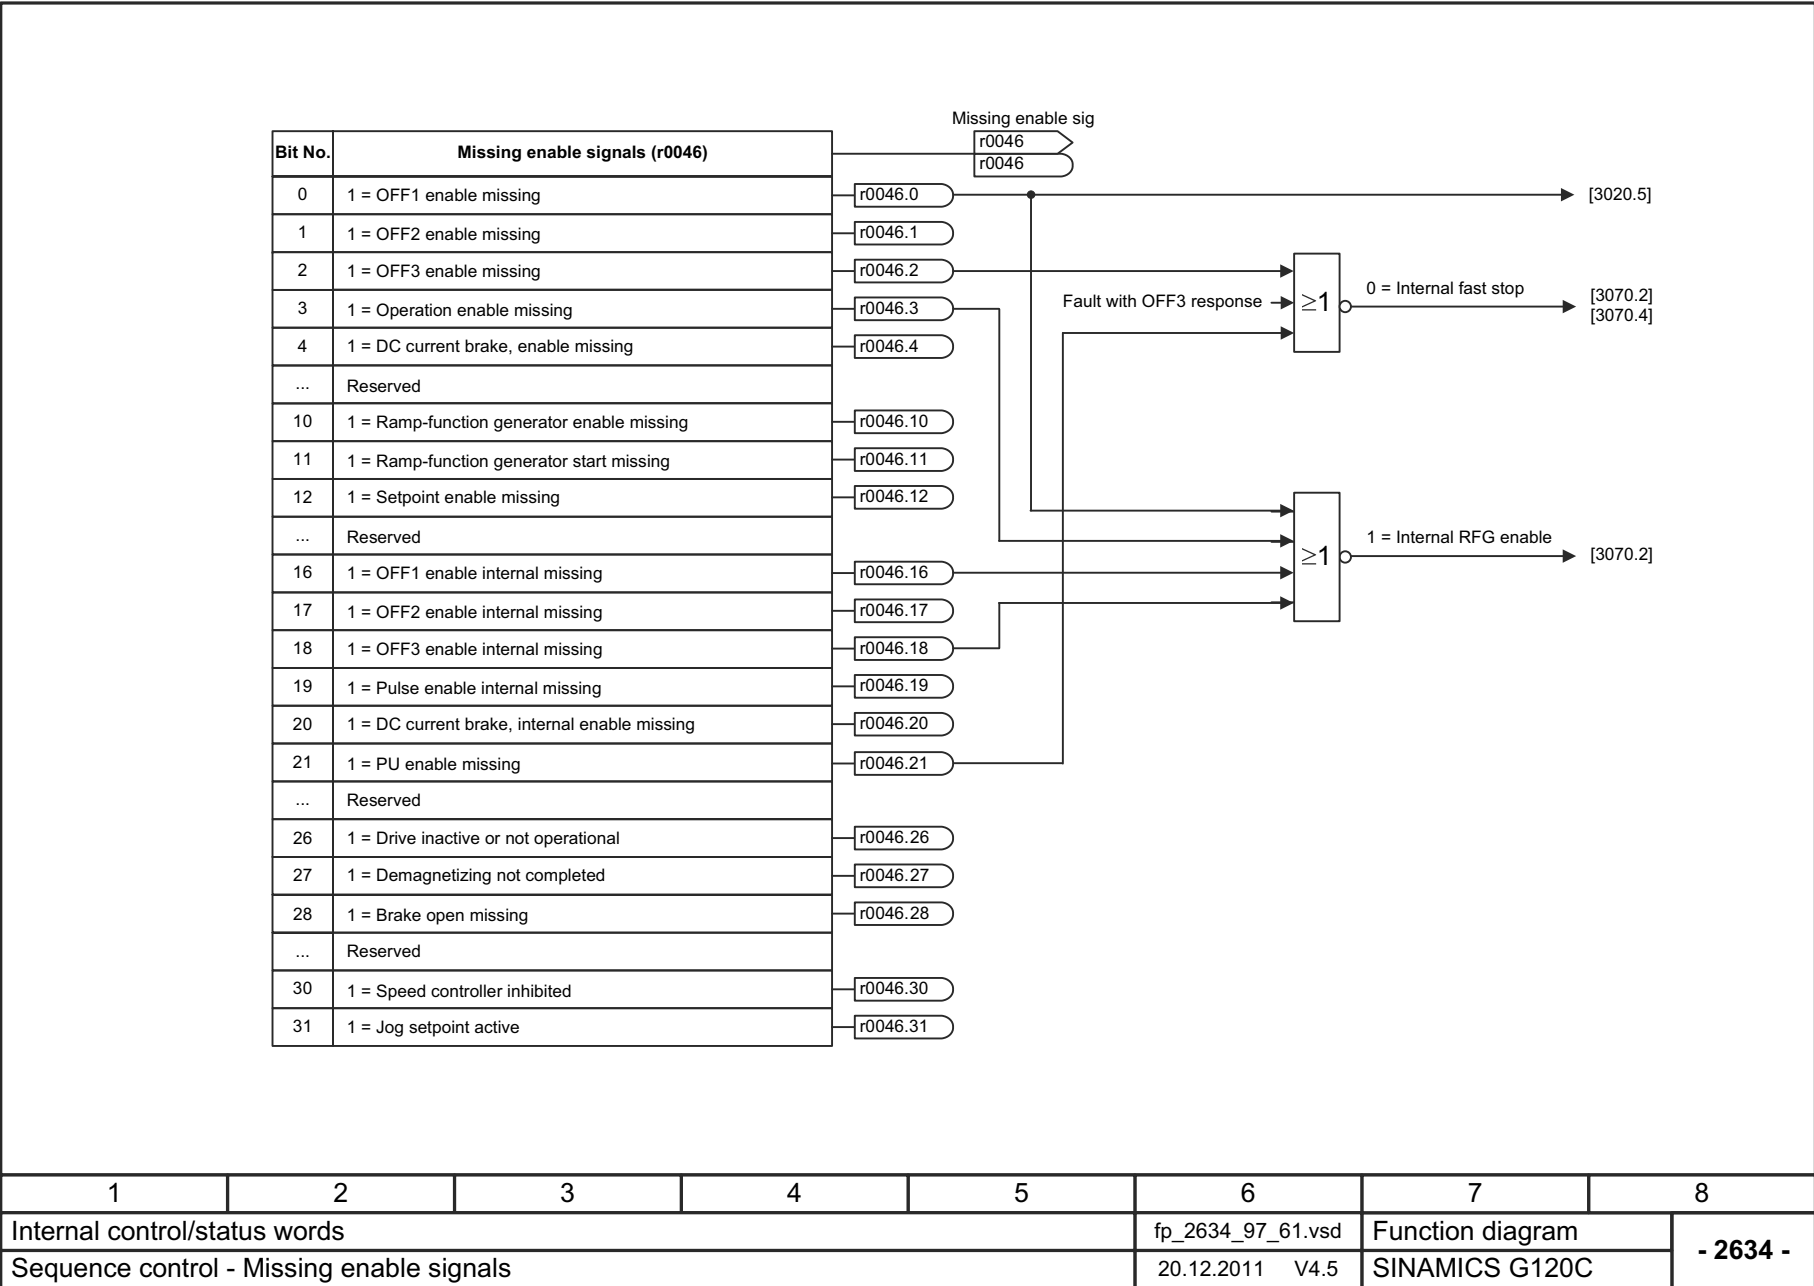 Missing enable sig
Bit No. Missing enable signals (r0046) r0046
r0046
0 1 = OFF1 enable missing r0046.0 [3020.5]
1 1 = OFF2 enable missing r0046.1
2 1 = OFF3 enable missing r0046.2
3 1 = Operation enable missing r0046.3
Fault with OFF3 response ≥1 0 = Internal fast stop [3070.2]
[3070.4]
4 1 = DC current brake, enable missing r0046.4
... Reserved
10 1 = Ramp-function generator enable missing r0046.10
11 1 = Ramp-function generator start missing r0046.11
12 1 = Setpoint enable missing r0046.12
... Reserved
≥1 1 = Internal RFG enable [3070.2]
16 1 = OFF1 enable internal missing r0046.16
17 1 = OFF2 enable internal missing r0046.17
18 1 = OFF3 enable internal missing r0046.18
19 1 = Pulse enable internal missing r0046.19
20 1 = DC current brake, internal enable missing r0046.20
21 1 = PU enable missing r0046.21
... Reserved
26 1 = Drive inactive or not operational r0046.26
27 1 = Demagnetizing not completed r0046.27
28 1 = Brake open missing r0046.28
... Reserved
30 1 = Speed controller inhibited r0046.30
31 1 = Jog setpoint active r0046.31
1 2 3 4 5 6 7 8
Internal control/status words fp_2634_97_61.vsd Function diagram
- 2634 -
Sequence control - Missing enable signals 20.12.2011 V4.5 SINAMICS G120C